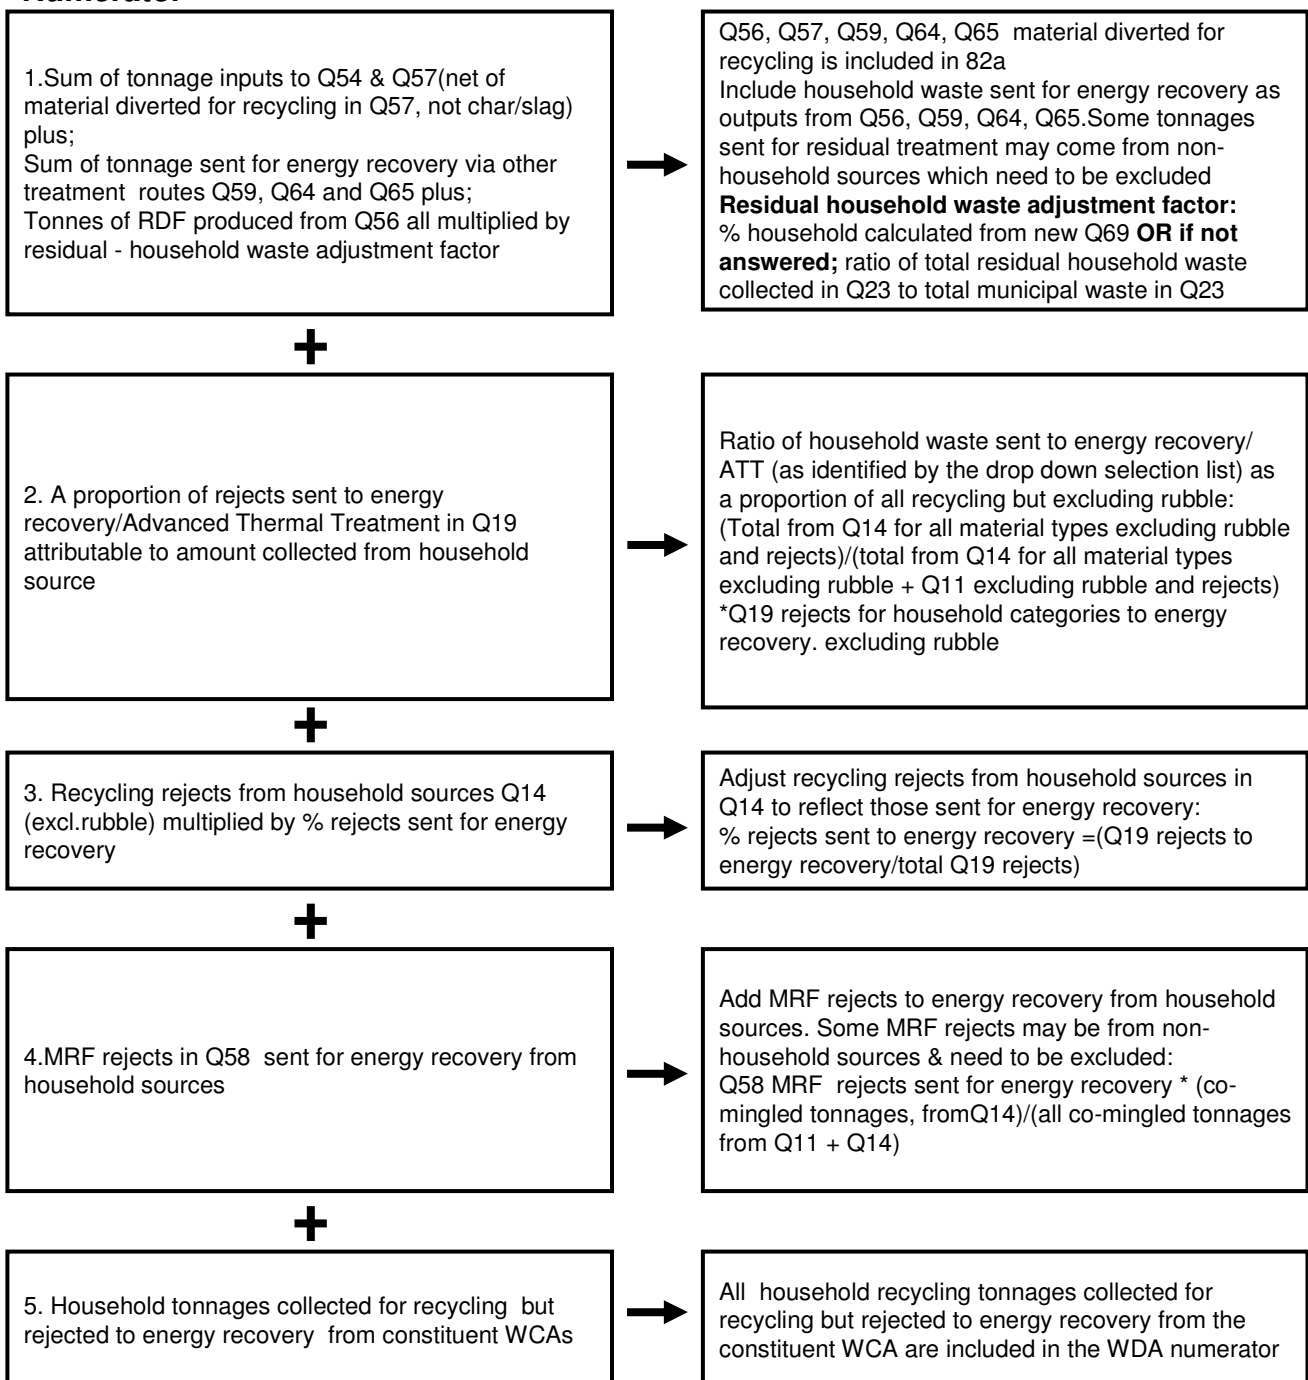 Numerator
1.Sum of tonnage inputs to Q54 & Q57(net of
material diverted for recycling in Q57, not char/slag)
plus;
Sum of tonnage sent for energy recovery via other
treatment routes Q59, Q64 and Q65 plus;
Tonnes of RDF produced from Q56 all multiplied by
residual - household waste adjustment factor
Q56, Q57, Q59, Q64, Q65 material diverted for
recycling is included in 82a
Include household waste sent for energy recovery as
outputs from Q56, Q59, Q64, Q65.Some tonnages
sent for residual treatment may come from non-
household sources which need to be excluded
Residual household waste adjustment factor:
% household calculated from new Q69 OR if not
answered; ratio of total residual household waste
collected in Q23 to total municipal waste in Q23
+
2. A proportion of rejects sent to energy
recovery/Advanced Thermal Treatment in Q19
attributable to amount collected from household
source
Ratio of household waste sent to energy recovery/
ATT (as identified by the drop down selection list) as
a proportion of all recycling but excluding rubble:
(Total from Q14 for all material types excluding rubble
and rejects)/(total from Q14 for all material types
excluding rubble + Q11 excluding rubble and rejects)
*Q19 rejects for household categories to energy
recovery. excluding rubble
+
3. Recycling rejects from household sources Q14
(excl.rubble) multiplied by % rejects sent for energy
recovery
Adjust recycling rejects from household sources in
Q14 to reflect those sent for energy recovery:
% rejects sent to energy recovery =(Q19 rejects to
energy recovery/total Q19 rejects)
+
4.MRF rejects in Q58 sent for energy recovery from
household sources
Add MRF rejects to energy recovery from household
sources. Some MRF rejects may be from non-
household sources & need to be excluded:
Q58 MRF rejects sent for energy recovery * (co-
mingled tonnages, fromQ14)/(all co-mingled tonnages
from Q11 + Q14)
+
5. Household tonnages collected for recycling but
rejected to energy recovery from constituent WCAs
All household recycling tonnages collected for
recycling but rejected to energy recovery from the
constituent WCA are included in the WDA numerator